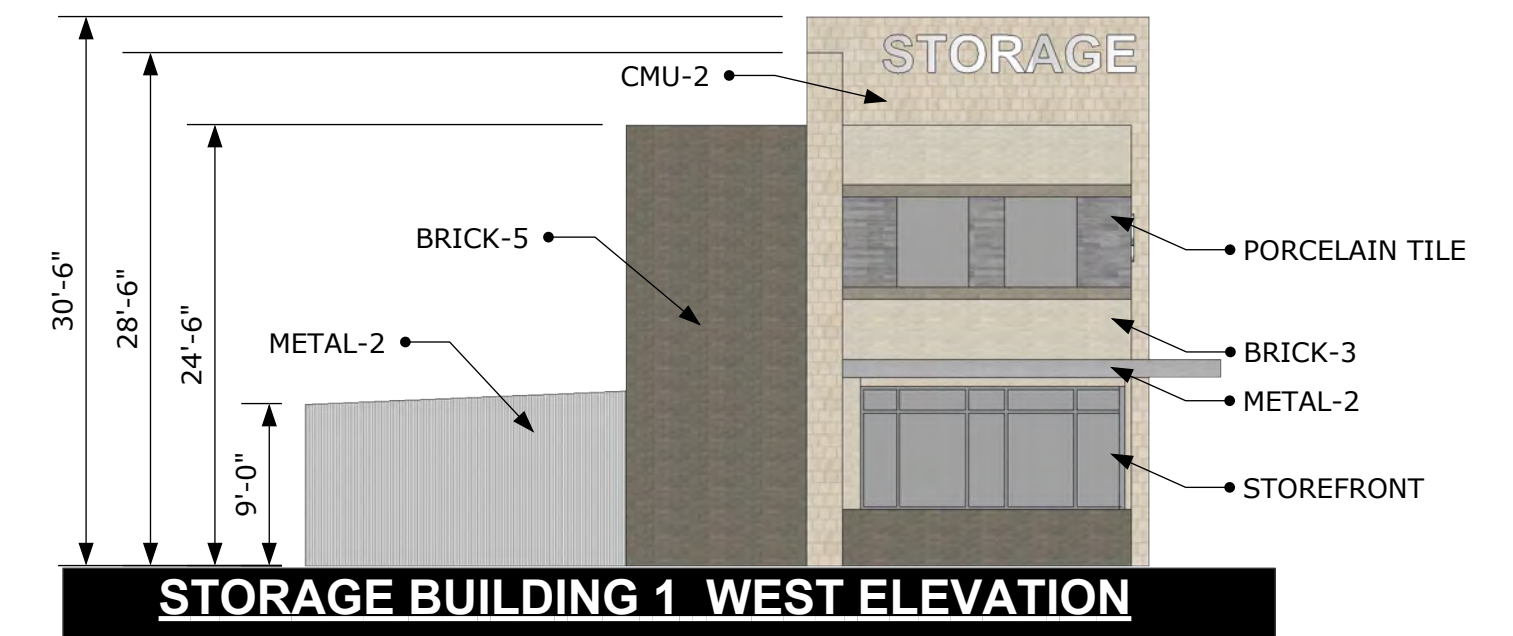 STORAGE
CMU-2
BRICK-5
PORCELAIN TILE
30'-6"
28'-6"
24'-6"
METAL-2
BRICK-3
METAL-2
9'-0"
STOREFRONT
STORAGE BUILDING 1  WEST ELEVATION